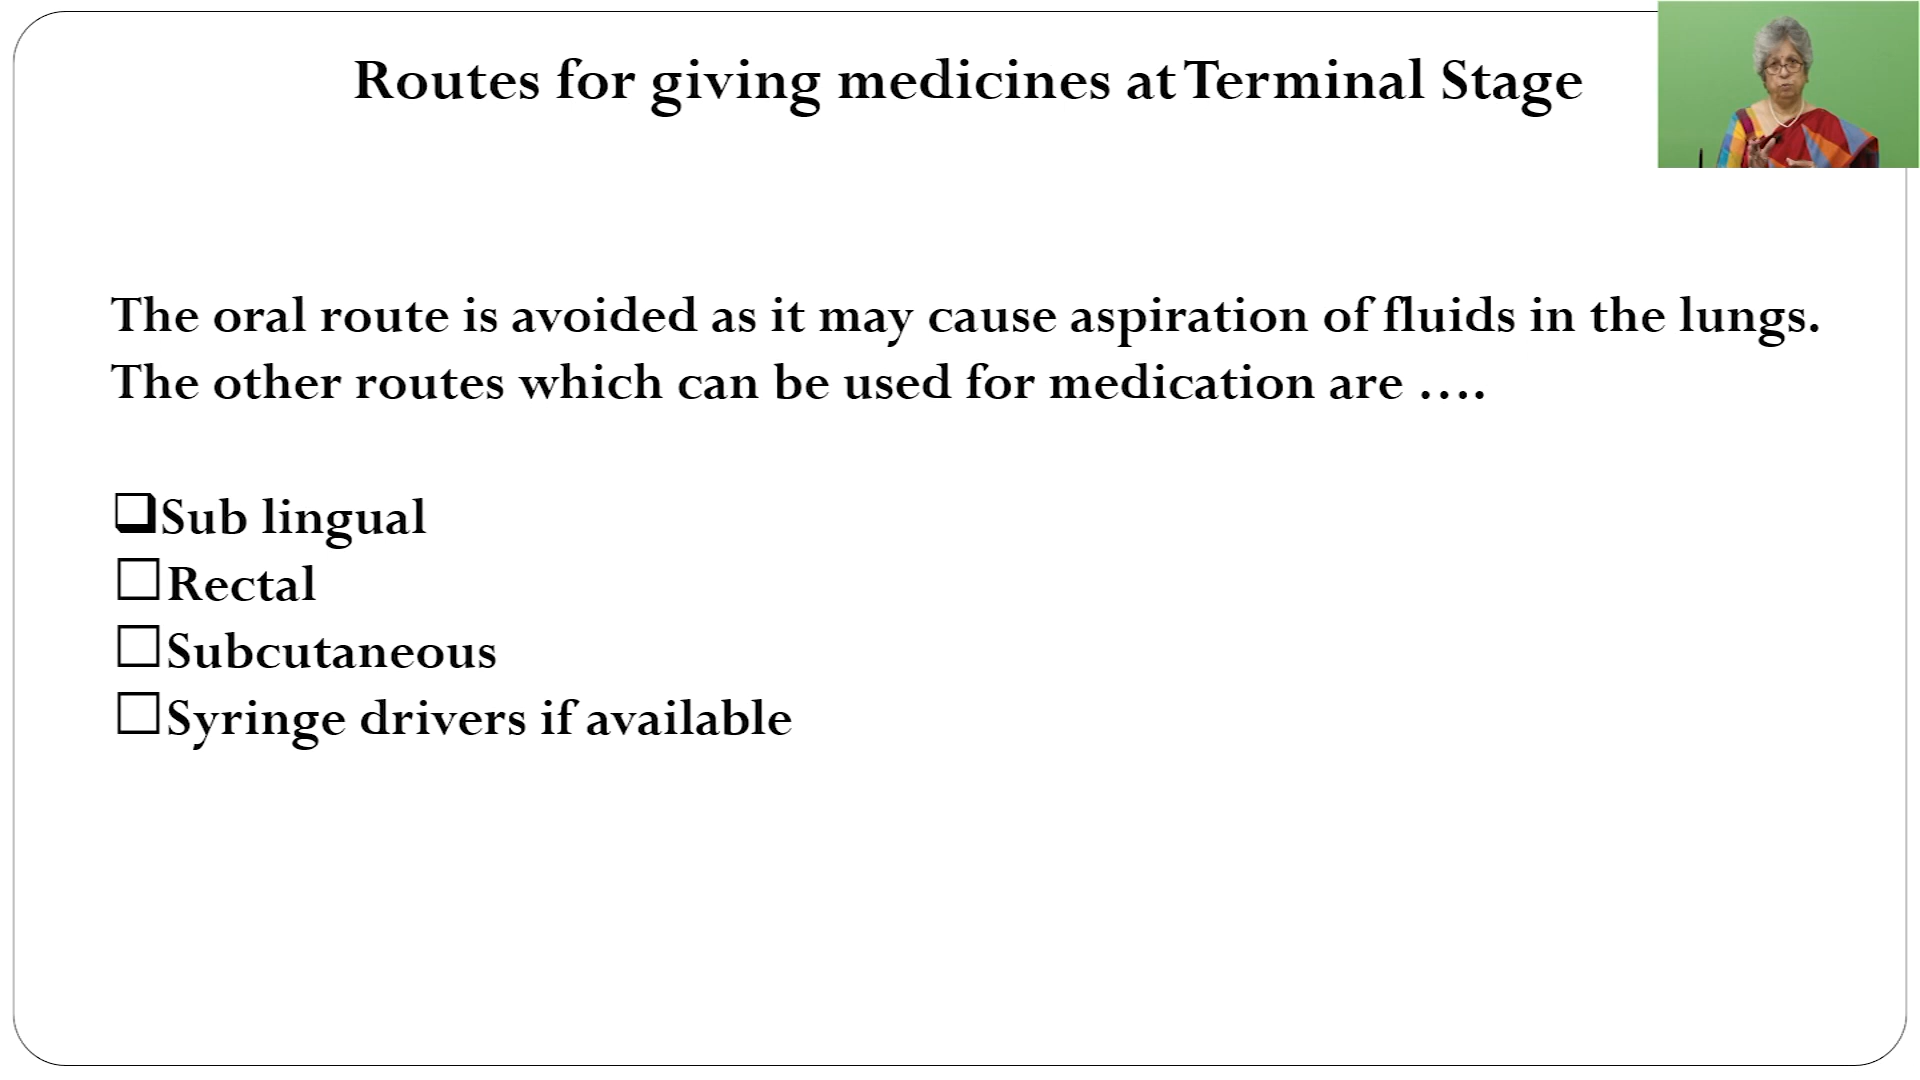 Routes for giving medicines at Terminal Stage
The oral route is avoided as it may cause aspiration of fluids in the lungs.
The other routes which can be used for medication are ....
❑Sub lingual
☐Rectal
☐Subcutaneous
☐Syringe drivers if available